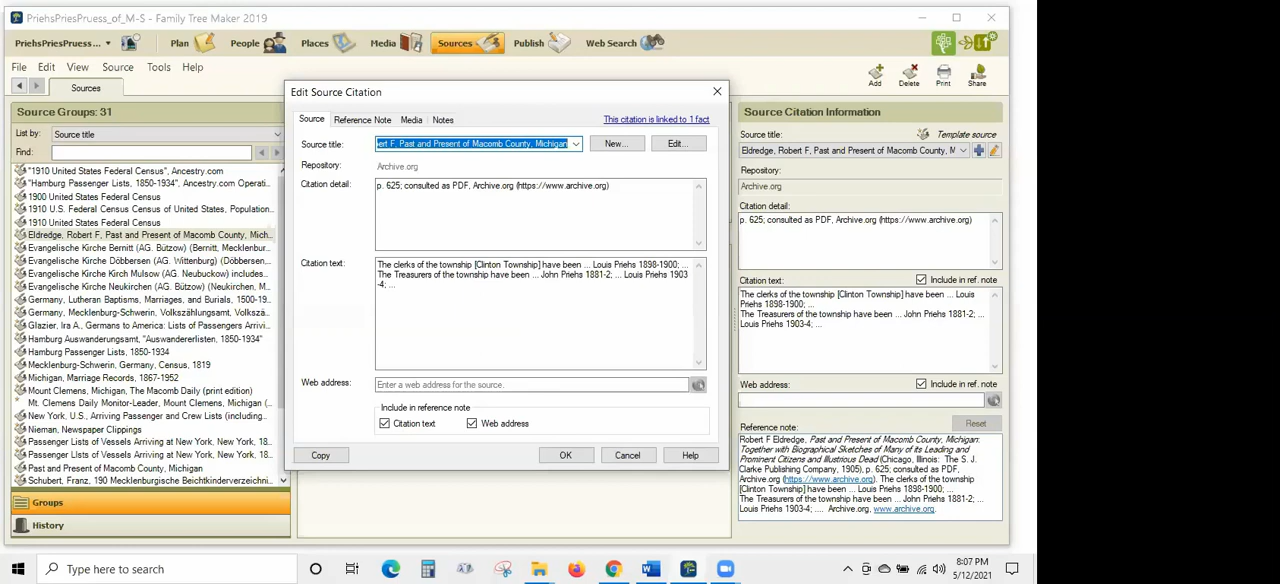 PriehsPriesPruess_of_M-S - Family Tree Maker 2019
PriehsPriesPruess...
Plan
People
Places
Media
Sources
Publish
Web Search
File Edit View Source Tools Help
Sources
Add
Delete
Print
Share
Source Groups: 31
List by:
Source title
Find:
"1910 United States Federal Census", Ancestry.com
"Hamburg Passenger Lists, 1850-1934". Ancestry.com Operati...
1900 United States Federal Census
1910 U.S. Federal Census Census of United States, Population...
1910 United States Federal Census
Eldredge, Robert F, Past and Present of Macomb County, Mich...
Evangelische Kirche Bernitt (AG. Bützow) (Bernitt, Mecklenbur...
Evangelische Kirche Döbbersen (AG. Wittenburg) (Döbbersen,...
Evangelische Kirche Kirch Mulsow (AG. Neubuckow) includes...
Evangelische Kirche Neukirchen (AG. Bützow) (Neukirchen, M...
Germany, Lutheran Baptisms, Marriages, and Burials, 1500-19...
Germany, Mecklenburg-Schwerin, Volkszählungsamt. Volkszä...
Glazier, Ira A., Germans to America: Lists of Passengers Arrivi...
Hamburg Auswanderungsamt, "Auswandererlisten, 1850-1934"
Hamburg Passenger Lists, 1850-1934
Mecklenburg-Schwerin, Germany, Census, 1819
Michigan, Marriage Records, 1867-1952
Mount Clemens, Michigan, The Macomb Daily (print edition)
Mt. Clemens Daily Monitor-Leader, Mount Clemens, Michigan (...
New York, U.S., Arriving Passenger and Crew Lists (including...
Nieman, Newspaper Clippings
Passenger Lists of Vessels Arriving at New York, New York, 18...
Passenger LIsts of Vessels Arriving at New York, New York, 18...
Past and Present of Macomb County, Michigan
Schubert, Franz, 190 Mecklenburgische Beichtkinderverzeichni...
Groups
History
Edit Source Citation
Source
Reference Note
Media
Notes
This citation is linked to 1 fact
Source title:
ert F, Past and Present of Macomb County, Michigan
New...
Edit...
Repository:
Archive.org
Citation detail:
p. 625; consulted as PDF, Archive.org (https://www.archive.org)
Citation text:
The clerks of the township [Clinton Township] have been ... Louis Priehs 1898-1900; ...
The Treasurers of the township have been ... John Priehs 1881-2; ... Louis Priehs 1903
-4; ...
Web address:
Enter a web address for the source.
Include in reference note
Citation text
Web address
Copy
OK
Cancel
Help
Source Citation Information
Source title:
Template source
Eldredge, Robert F, Past and Present of Macomb County, M
Repository:
Archive.org
Citation detail:
p. 625; consulted as PDF, Archive.org (https://www.archive.org)
Citation text:
Include in ref. note
The clerks of the township [Clinton Township] have been ... Louis
Priehs 1898-1900; ...
The Treasurers of the township have been ... John Priehs 1881-2; ...
Louis Priehs 1903-4; ...
Web address:
Include in ref. note
Reference note:
Reset
Robert F Eldredge, Past and Present of Macomb County, Michigan:
Together with Biographical Sketches of Many of its Leading and
Prominent Citizens and Illustrious Dead (Chicago, Illinois: The S. J.
Clarke Publishing Company, 1905), p. 625; consulted as PDF,
Archive.org (https://www.archive.org). The clerks of the township
[Clinton Township] have been ... Louis Priehs 1898-1900; ...
The Treasurers of the township have been ... John Priehs 1881-2; ...
Louis Priehs 1903-4; .... Archive.org, www.archive.org.
Type here to search
8:07 PM
5/12/2021